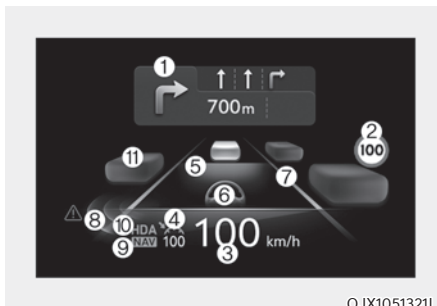 ①
700m
②
100
⑪
⑤
⑦
⑥
⑧
⑩ HDA ④
⑨ NAV 100 100 km/h
③
OJX1051321L